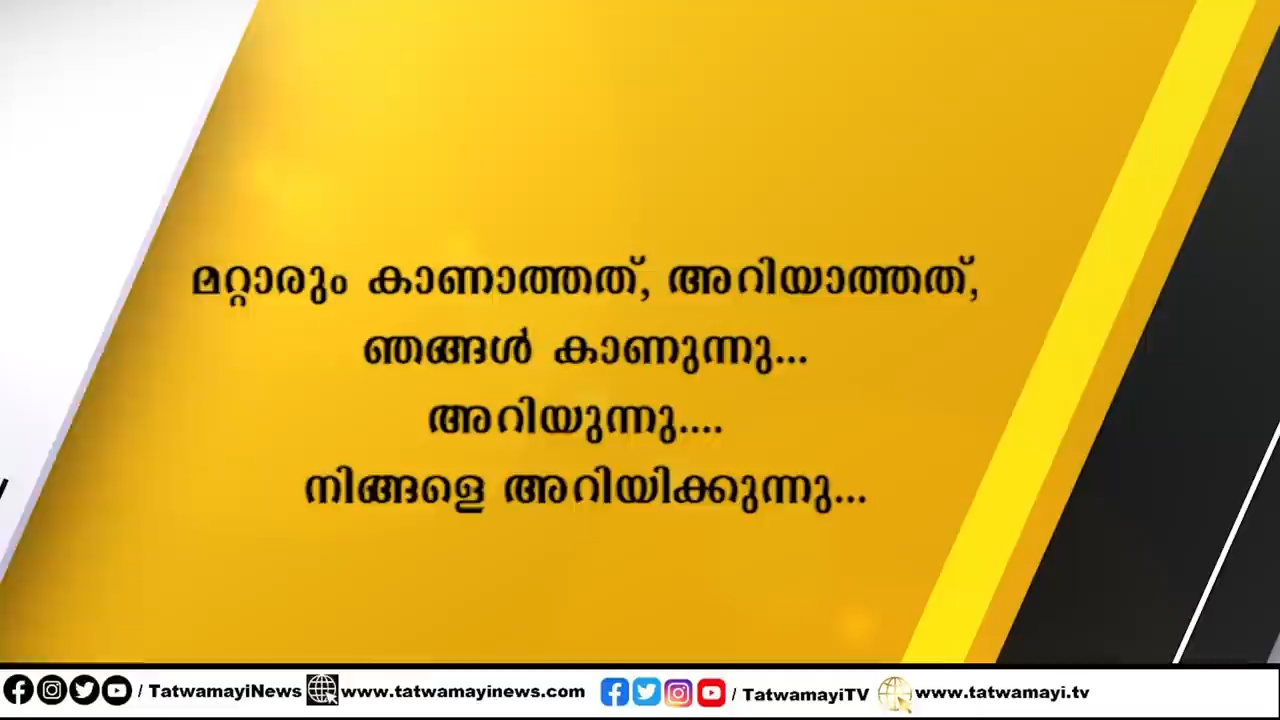 മറ്റാരും കാണാത്തത്, അറിയാത്തത്,
ഞങ്ങൾ കാണുന്നു...
അറിയുന്നു....
നിങ്ങളെ അറിയിക്കുന്നു...
/ TatwamayiNews www.tatwamayinews.com / TatwamayiTV www.tatwamayi.tv